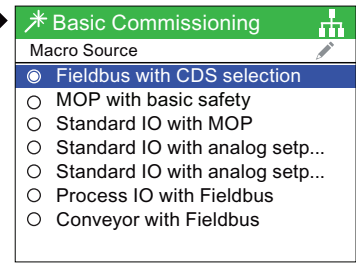 Basic Commissioning
Macro Source
Fieldbus with CDS selection
MOP with basic safety
Standard IO with MOP
Standard IO with analog setp...
Standard IO with analog setp...
Process IO with Fieldbus
Conveyor with Fieldbus